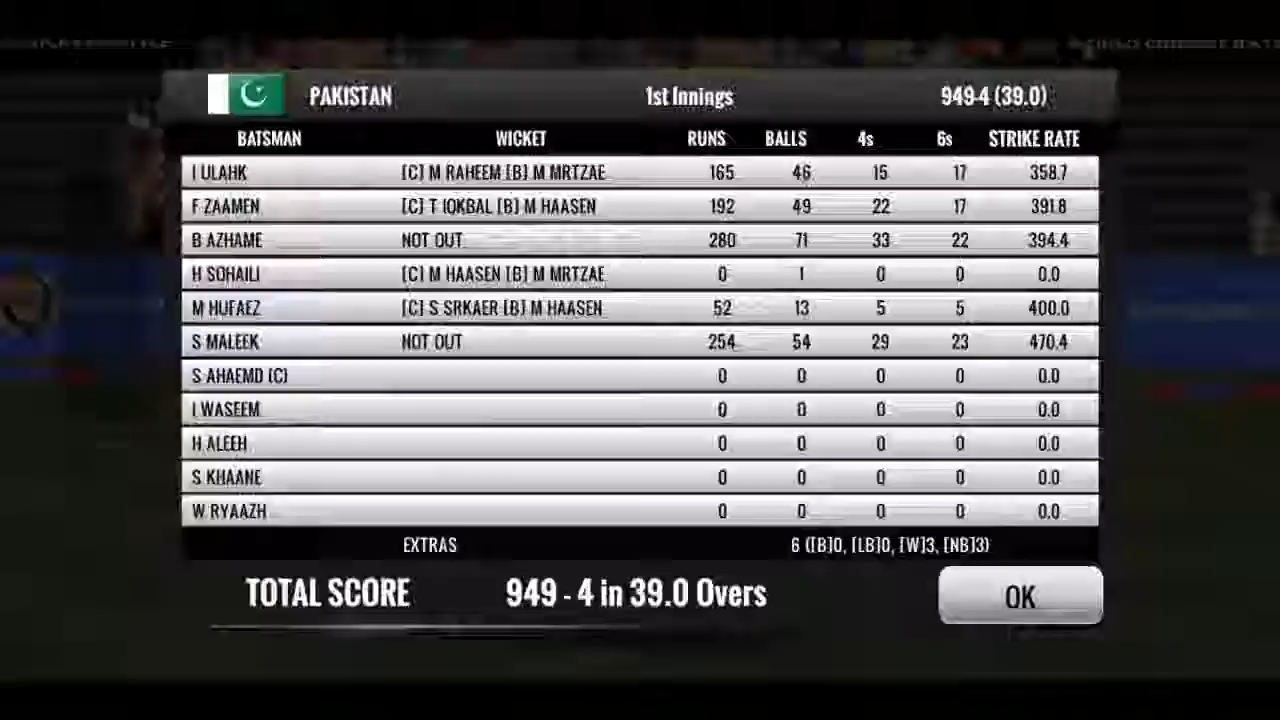 PAKISTAN 1st Innings 949-4 (39.0)
BATSMAN WICKET RUNS BALLS 4s 6s STRIKE RATE
I ULAHK [C] M RAHEEM [B] M MRTZAE 165 46 15 17 358.7
F ZAAMEN [C] T IQKBAL [B] M HAASEN 192 49 22 17 391.8
B AZHAME NOT OUT 280 71 33 22 394.4
H SOHAILI [C] M HAASEN [B] M MRTZAE 0 1 0 0 0.0
M HUFAEZ [C] S SRKAER [B] M HAASEN 52 13 5 5 400.0
S MALEEK NOT OUT 254 54 29 23 470.4
S AHAEMD (C) 0 0 0 0 0.0
I WASEEM 0 0 0 0 0.0
H ALEEH 0 0 0 0 0.0
S KHAANE 0 0 0 0 0.0
W RYAAZH 0 0 0 0 0.0
EXTRAS 6 ([B]0, [LB]0, [W]3, [NB]3)
TOTAL SCORE 949 - 4 in 39.0 Overs OK